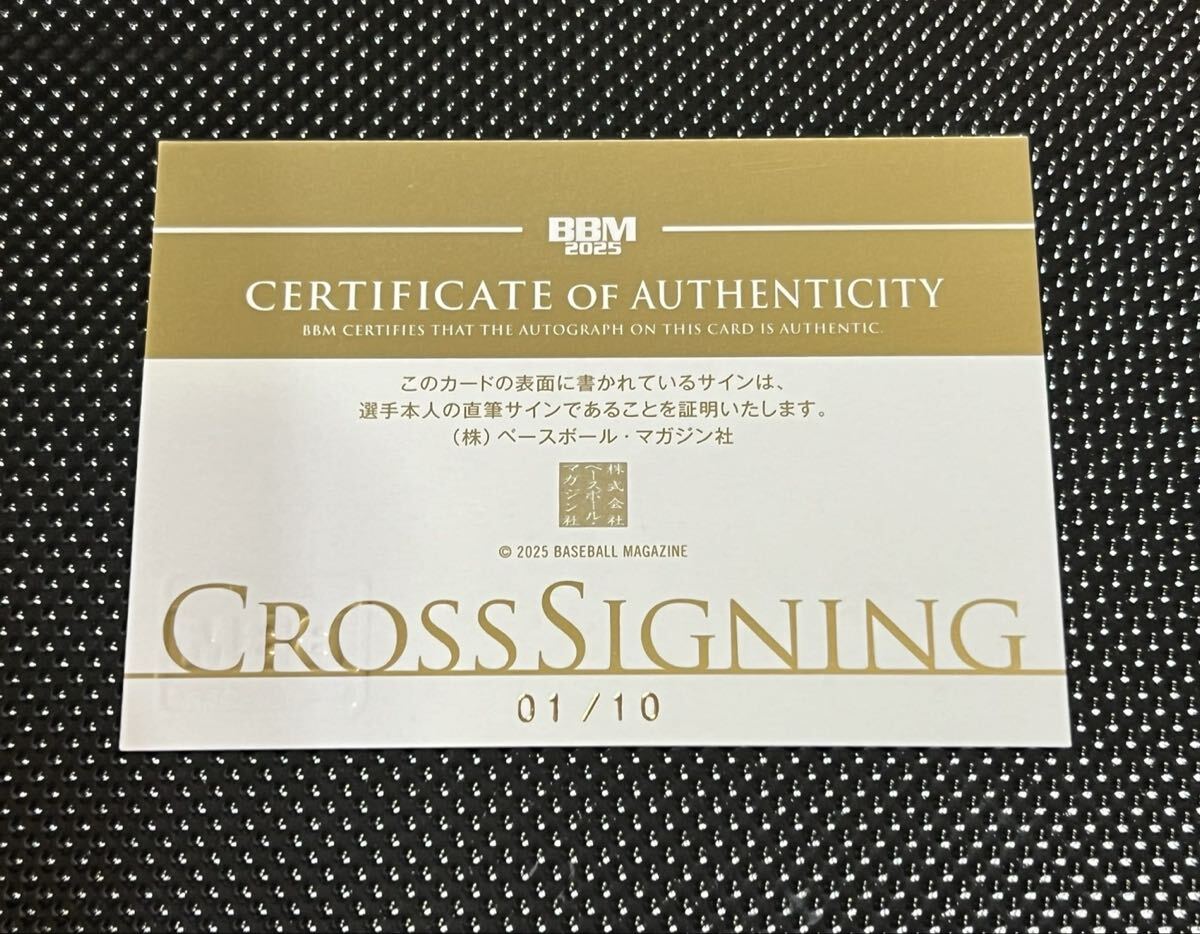 BBM
2025
CERTIFICATE OF AUTHENTICITY
BBM CERTIFIES THAT THE AUTOGRAPH ON THIS CARD IS AUTHENTIC.
このカードの表面に書かれているサインは、
選手本人の直筆サインであることを証明いたします。
（株）ベースボール・マガジン社
株式会社
ベースボール・
マガジン社
© 2025 BASEBALL MAGAZINE
CROSSSIGNING
01/10